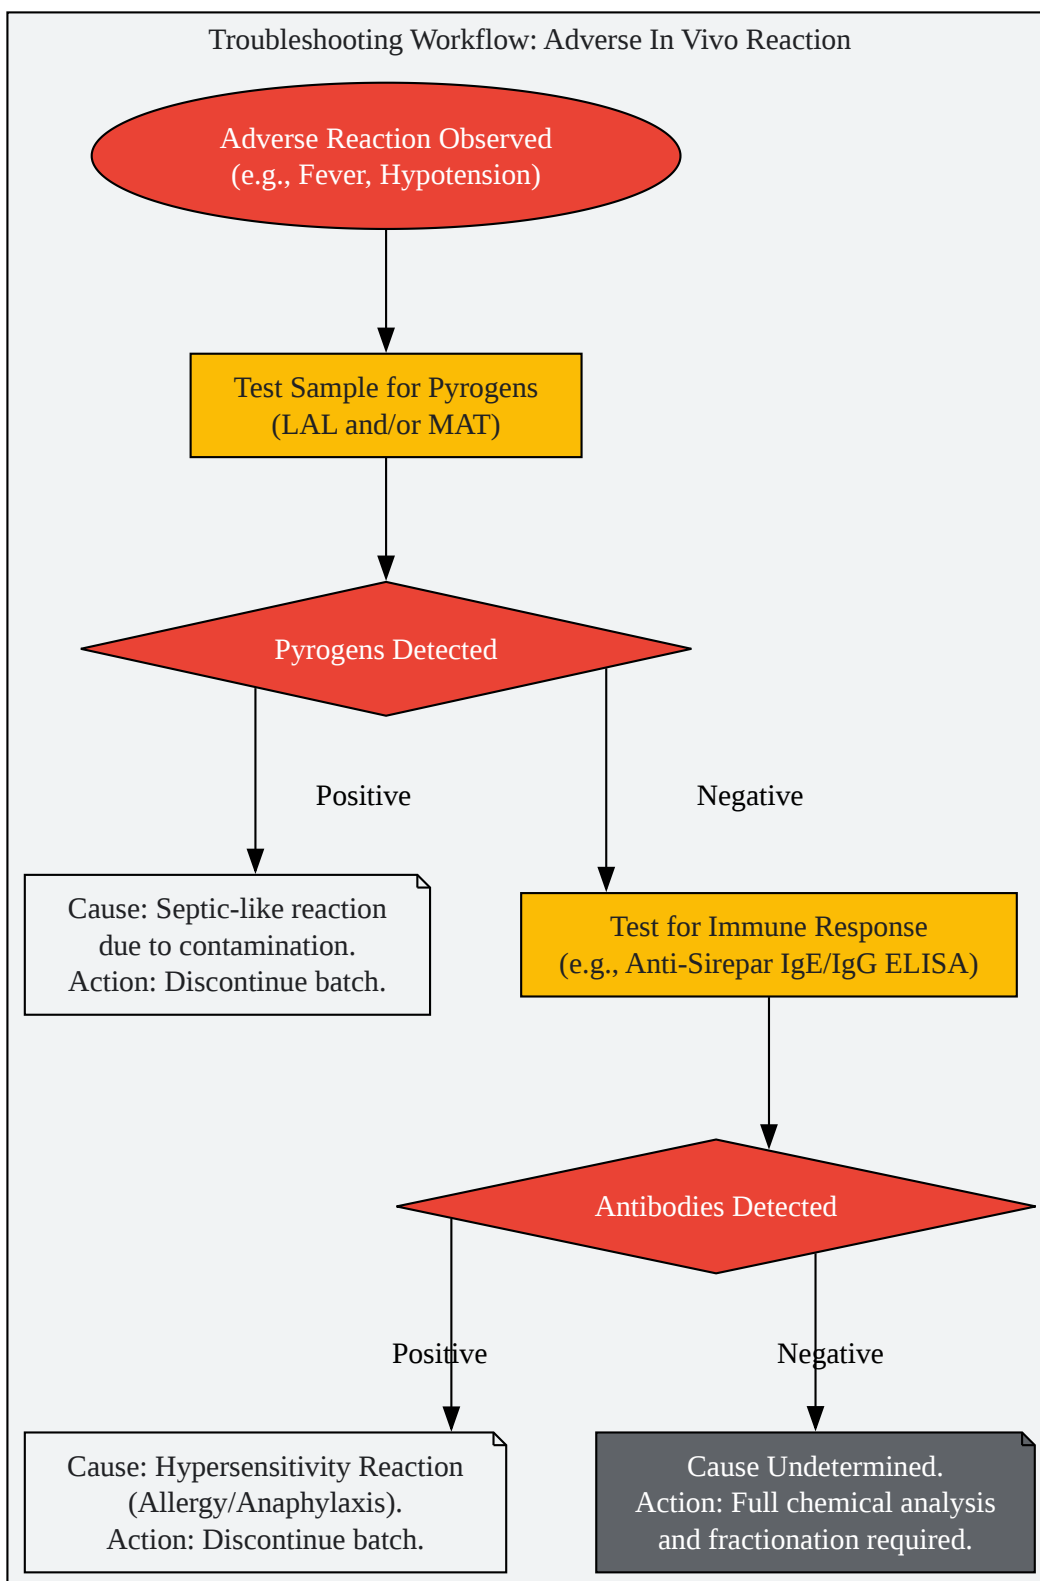 Troubleshooting Workflow: Adverse In Vivo Reaction
Adverse Reaction Observed
(e.g., Fever, Hypotension)
Test Sample for Pyrogens
(LAL and/or MAT)
Pyrogens Detected
Positive
Negative
Cause: Septic-like reaction
due to contamination.
Action: Discontinue batch.
Test for Immune Response
(e.g., Anti-Sirepar IgE/IgG ELISA)
Antibodies Detected
Positive
Negative
Cause: Hypersensitivity Reaction
(Allergy/Anaphylaxis).
Action: Discontinue batch.
Cause Undetermined.
Action: Full chemical analysis
and fractionation required.